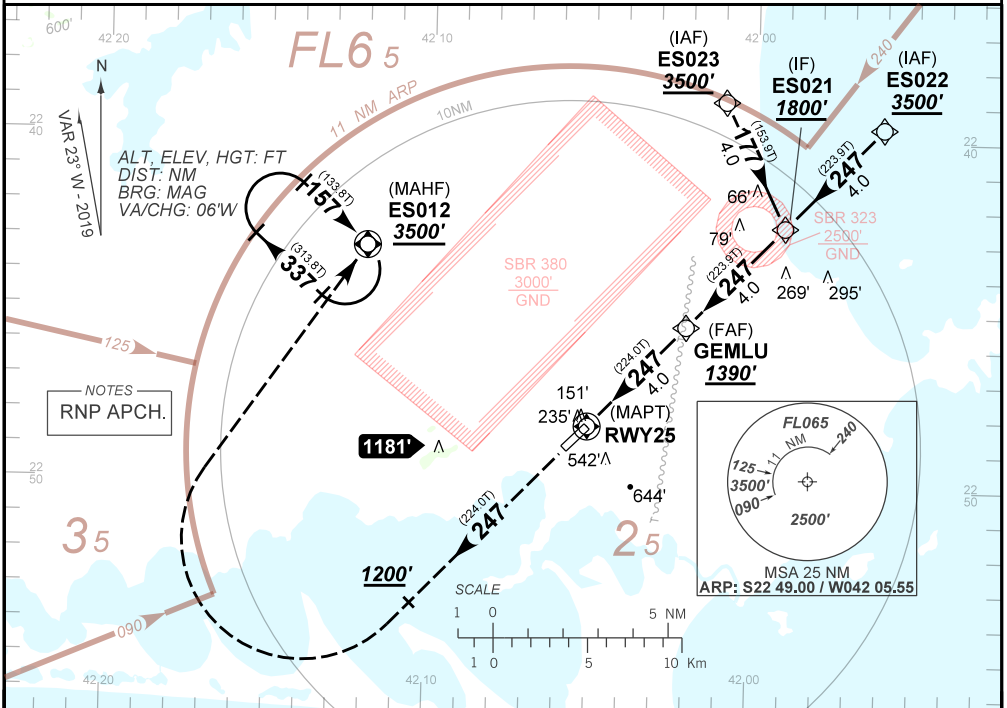 600'
42 20
42 10
42 00
FL6 5
(IAF)
ES023
3500'
(IF)
ES021
1800'
(IAF)
ES022
3500'
240
N
VAR 23° W - 2019
22
40
22
40
11 NM ARP
10NM
ALT, ELEV, HGT: FT
DIST: NM
BRG: MAG
VA/CHG: 06'W
(133.8T)
157
(MAHF)
ES012
3500'
(313.8T)
337
(153.9T)
177
4.0
(223.9T)
247
4.0
66'
79'
SBR 323
2500'
GND
SBR 380
3000'
GND
(223.9T)
247
4.0
269'
295'
125
(FAF)
GEMLU
1390'
(224.0T)
247
4.0
NOTES
RNP APCH.
151'
235'
(MAPT)
RWY25
1181'
542'
644'
22
50
22
50
FL065
11 NM
240
125
3500'
090
2500'
MSA 25 NM
ARP: S22 49.00 / W042 05.55
35
25
(224.0T)
247
1200'
SCALE
1 0 5 NM
1 0 5 10 Km
090
42 20
42 10
42 00